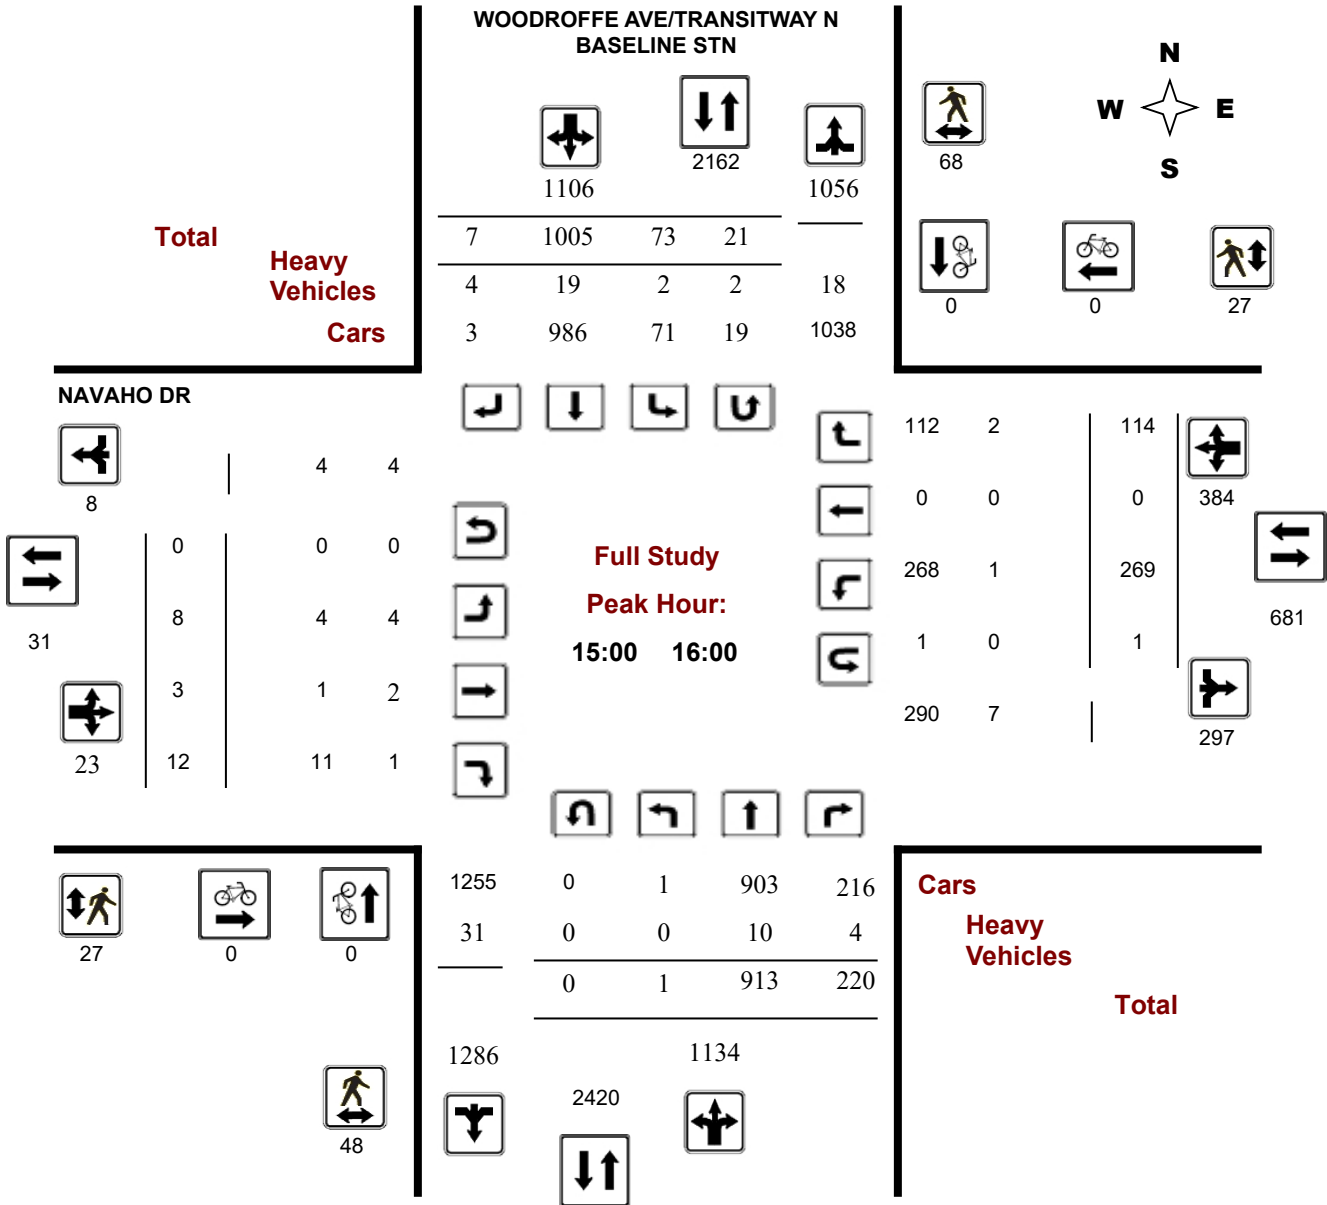 WOODROFFE AVE/TRANSITWAY N
BASELINE STN
N
W E
S
2162
68
1106 1056
Total 7 1005 73 21
Heavy
Vehicles 4 19 2 2 18
Cars 3 986 71 19 1038
0 0 27
NAVAHO DR
112 2 114
4 4
8
0 0 0 384
0 0 0
Full Study
268 1 269
Peak Hour:
8 4 4
681
31
15:00 16:00
1 0 1
3 1 2
290 7
297
23 12 11 1
1255 0 1 903 216 Cars
31 0 0 10 4 Heavy
Vehicles
27 0 0
0 1 913 220
Total
1286 1134
2420
48